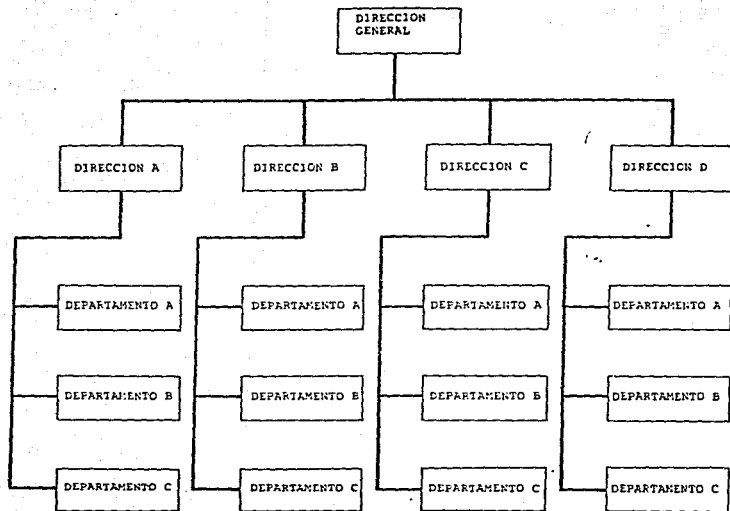 DIRECCION
GENERAL
DIRECCION A
DIRECCION B
DIRECCION C
DIRECCION D
DEPARTAMENTO A
DEPARTAMENTO A
DEPARTAMENTO A
DEPARTAMENTO A
DEPARTAMENTO B
DEPARTAMENTO B
DEPARTAMENTO B
DEPARTAMENTO B
DEPARTAMENTO C
DEPARTAMENTO C
DEPARTAMENTO C
DEPARTAMENTO C